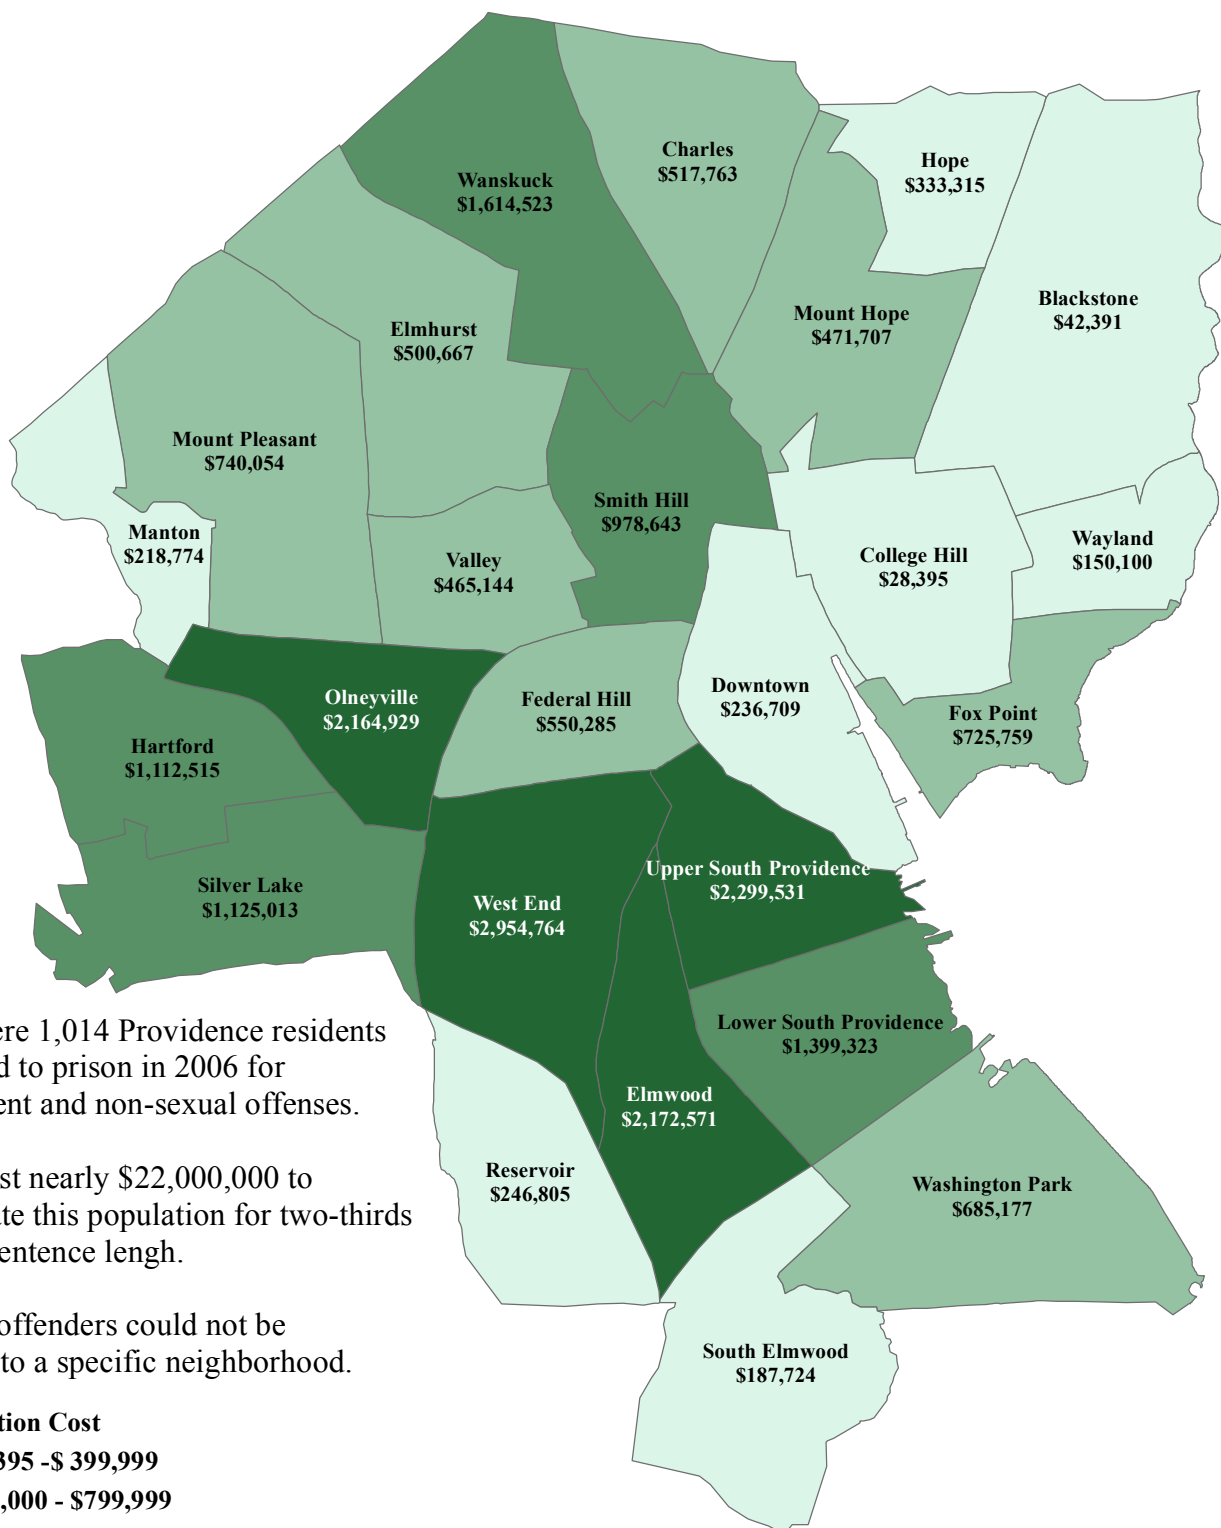 Charles
$517,763
Hope
$333,315
Wanskuck
$1,614,523
Blackstone
$42,391
Mount Hope
$471,707
Elmhurst
$500,667
Mount Pleasant
$740,054
Smith Hill
$978,643
Manton
$218,774
Valley
$465,144
College Hill
$28,395
Wayland
$150,100
Olneyville
$2,164,929
Federal Hill
$550,285
Downtown
$236,709
Fox Point
$725,759
Hartford
$1,112,515
Upper South Providence
$2,299,531
Silver Lake
$1,125,013
West End
$2,954,764
Lower South Providence
$1,399,323
Elmwood
$2,172,571
Reservoir
$246,805
Washington Park
$685,177
South Elmwood
$187,724
ere 1,014 Providence residents
d to prison in 2006 for
ent and non-sexual offenses.
st nearly $22,000,000 to
ate this population for two-thirds
entence lengh.
offenders could not be
to a specific neighborhood.
tion Cost
395 -$ 399,999
,000 - $799,999